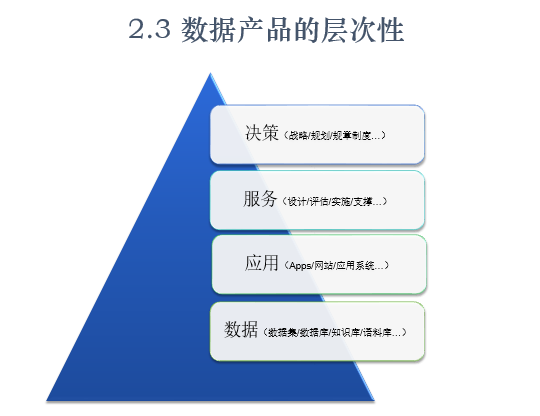 2.3 数据产品的层次性
决策（战略/规划/规章制度…）
服务（设计/评估/实施/支撑…）
应用（Apps/网站/应用系统…）
数据（数据集/数据库/知识库/语料库…）